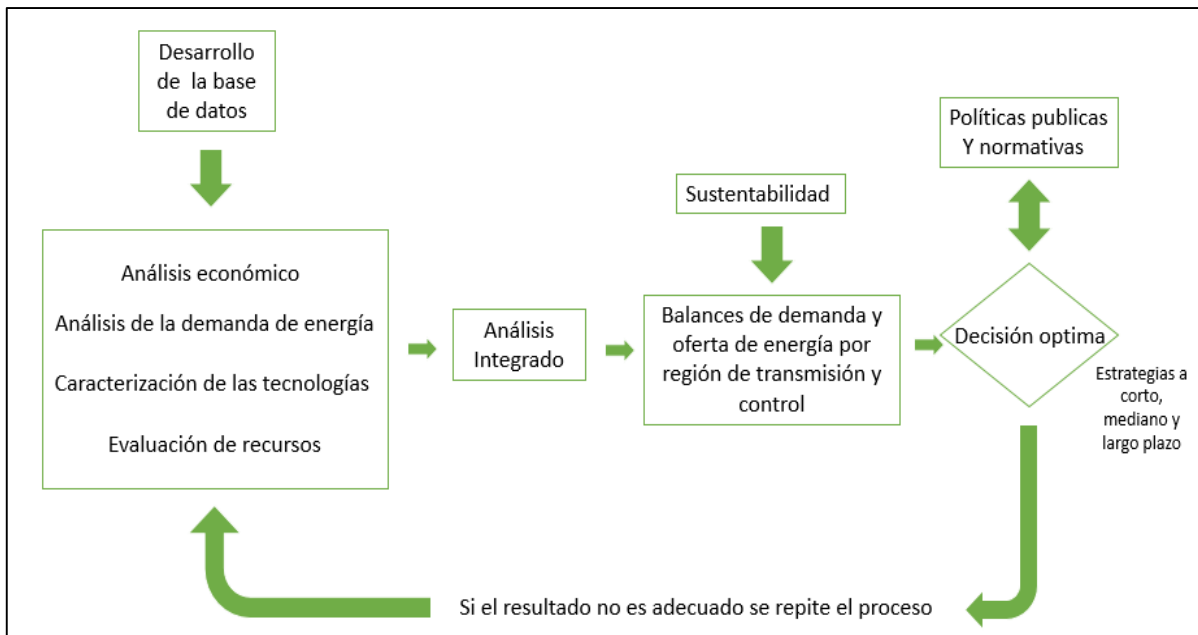 Desarrollo
de la base
de datos
Análisis económico
Análisis de la demanda de energía
Caracterización de las tecnologías
Evaluación de recursos
Análisis
Integrado
Sustentabilidad
Balances de demanda y
oferta de energía por
región de transmisión y
control
Políticas publicas
Y normativas
Decisión optima
Estrategias a
corto,
mediano y
largo plazo
Si el resultado no es adecuado se repite el proceso